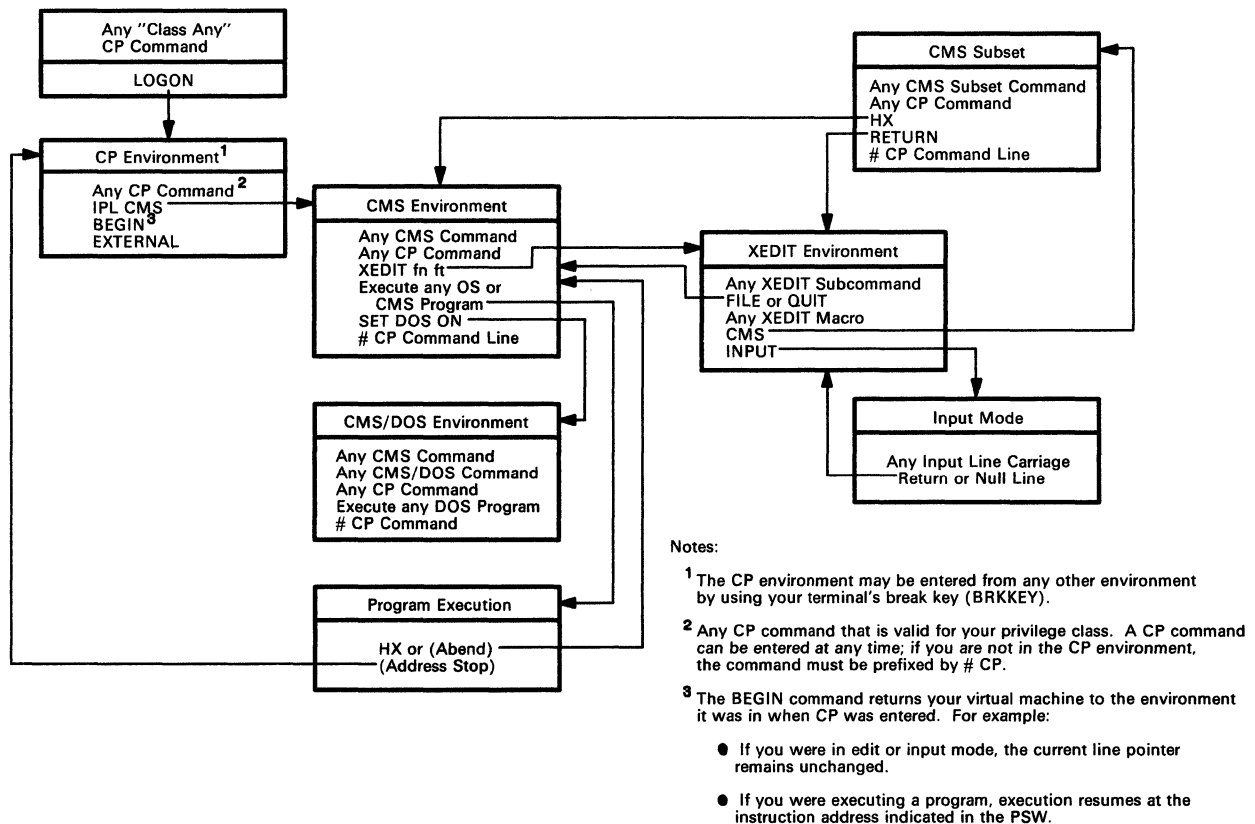 Any "Class Any"
CP Command
LOGON
CP Environment¹
Any CP Command²
IPL CMS
BEGIN³
EXTERNAL
CMS Environment
Any CMS Command
Any CP Command
XEDIT fn ft
Execute any OS or
CMS Program
SET DOS ON
# CP Command Line
CMS/DOS Environment
Any CMS Command
Any CMS/DOS Command
Any CP Command
Execute any DOS Program
# CP Command
Program Execution
HX or (Abend)
(Address Stop)
CMS Subset
Any CMS Subset Command
Any CP Command
HX
RETURN
# CP Command Line
XEDIT Environment
Any XEDIT Subcommand
FILE or QUIT
Any XEDIT Macro
CMS
INPUT
Input Mode
Any Input Line Carriage
Return or Null Line
Notes:
¹ The CP environment may be entered from any other environment
by using your terminal's break key (BRKKEY).
² Any CP command that is valid for your privilege class. A CP command
can be entered at any time; if you are not in the CP environment,
the command must be prefixed by # CP.
³ The BEGIN command returns your virtual machine to the environment
it was in when CP was entered. For example:
● If you were in edit or input mode, the current line pointer
remains unchanged.
● If you were executing a program, execution resumes at the
instruction address indicated in the PSW.